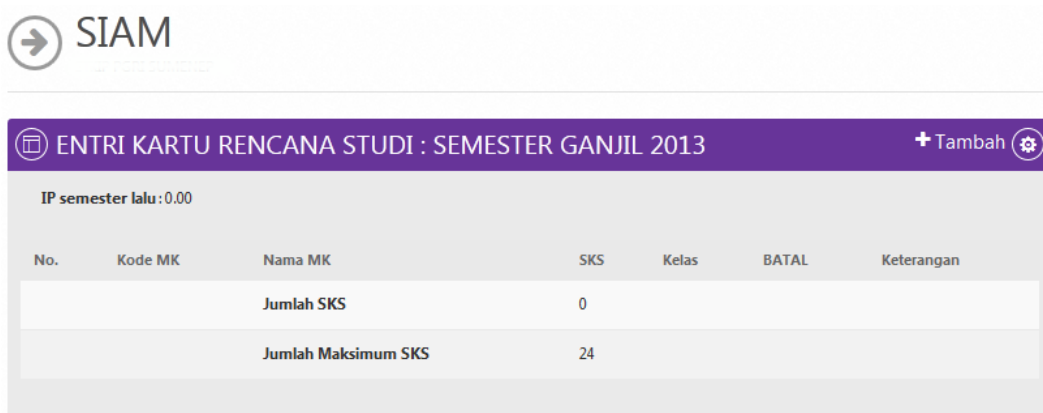 SIAM
ENTRI KARTU RENCANA STUDI : SEMESTER GANJIL 2013 Tambah
IP semester lalu : 0.00
No. Kode MK Nama MK SKS Kelas BATAL Keterangan
Jumlah SKS 0
Jumlah Maksimum SKS 24